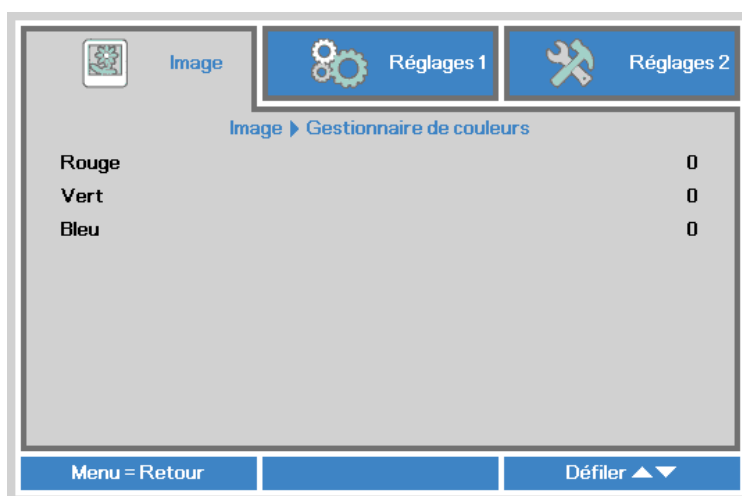 Image
Réglages 1
Réglages 2
Image ▶ Gestionnaire de couleurs
Rouge 0
Vert 0
Bleu 0
Menu = Retour
Défiler ▲▼